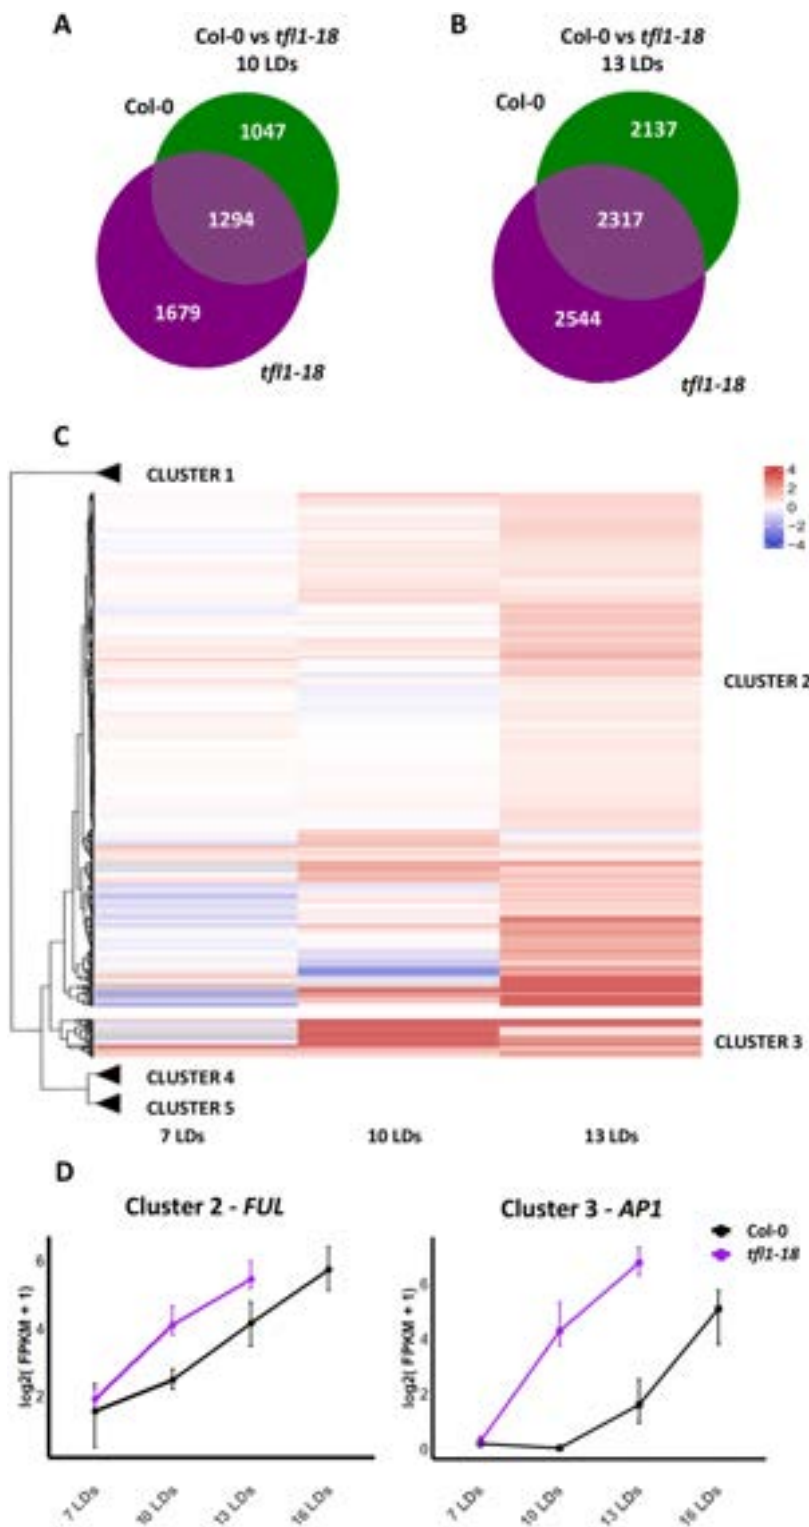 A
Col-0 vs tfl1-18
10 LDs
Col-0
1047
1294
1679
tfl1-18
B
Col-0 vs tfl1-18
13 LDs
Col-0
2137
2317
2544
tfl1-18
C
CLUSTER 1
4
2
0
−2
−4
CLUSTER 2
CLUSTER 3
CLUSTER 4
CLUSTER 5
7 LDs 10 LDs 13 LDs
D
Cluster 2 - FUL
log2( FPKM + 1)
6
4
2
7 LDs
10 LDs
13 LDs
16 LDs
Cluster 3 - AP1
Col-0
tfl1-18
log2( FPKM + 1)
6
4
2
0
7 LDs
10 LDs
13 LDs
16 LDs